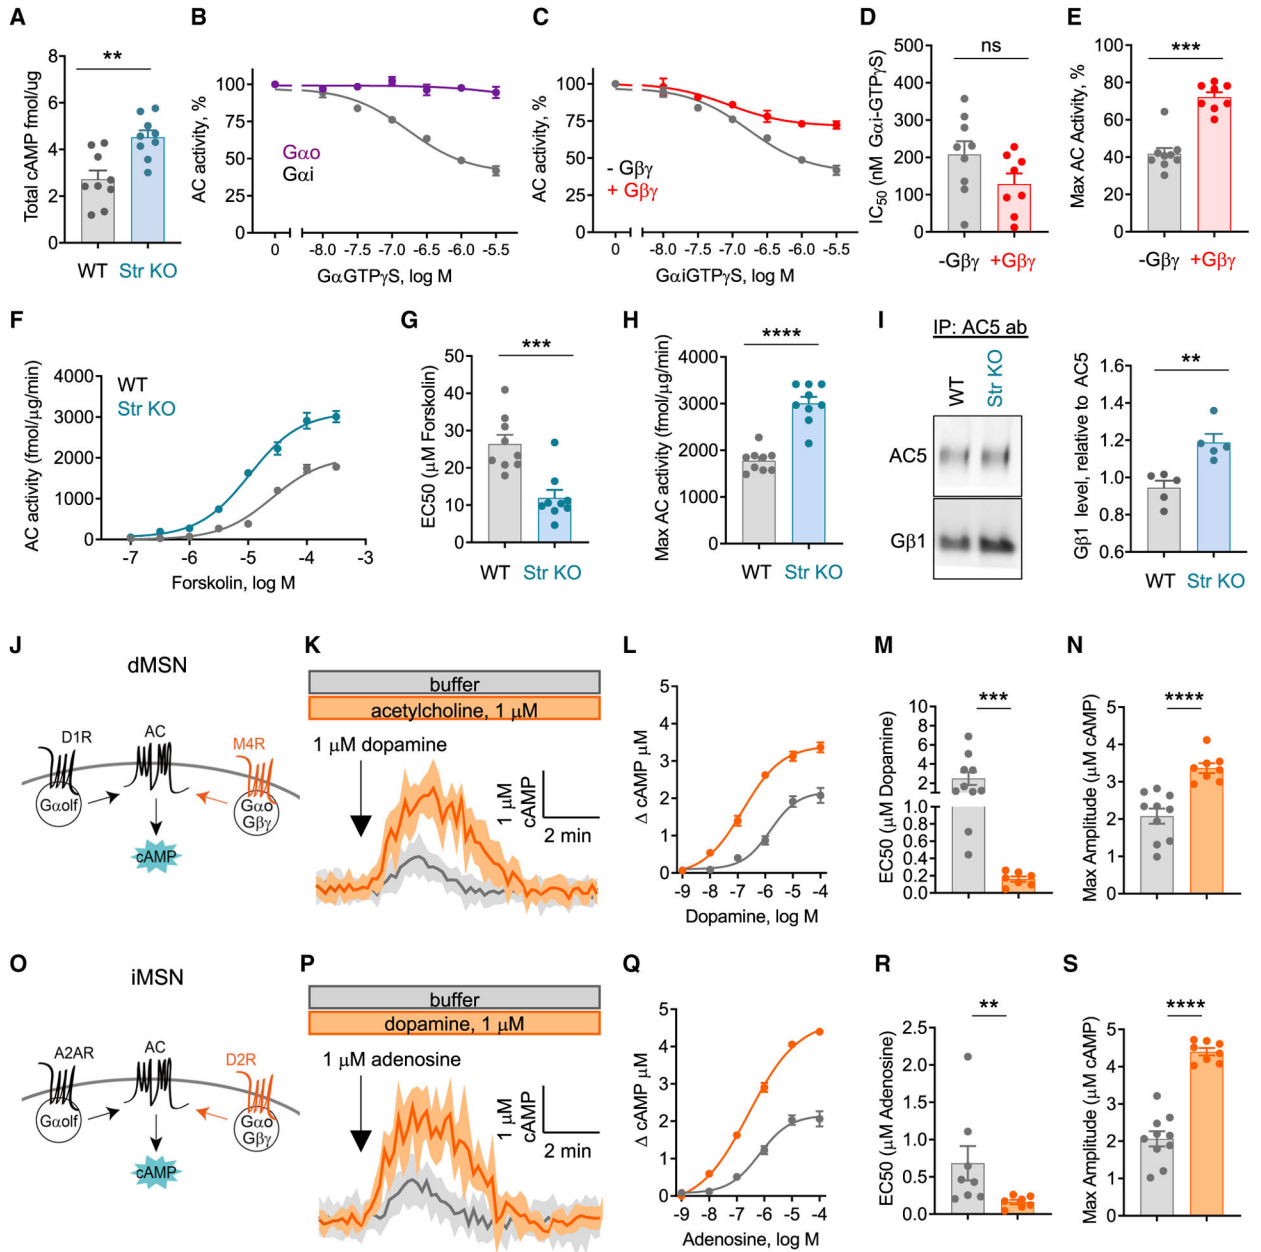 A
Total cAMP fmol/ug
8
6
4
2
0
**
WT Str KO
B
AC activity, %
100
75
50
25
0
Gαo
Gαi
0 -8.0 -7.5 -7.0 -6.5 -6.0 -5.5
GαGTPγS, log M
C
AC activity, %
100
75
50
25
0
- Gβγ
+ Gβγ
0 -8.0 -7.5 -7.0 -6.5 -6.0 -5.5
GαiGTPγS, log M
D
IC50 (nM Gαi-GTPγS)
500
400
300
200
100
0
ns
-Gβγ +Gβγ
E
Max AC Activity, %
100
80
60
40
20
0
***
-Gβγ +Gβγ
F
AC activity (fmol/μg/min)
4000
3000
2000
1000
0
WT
Str KO
-7 -6 -5 -4 -3
Forskolin, log M
G
EC50 (μM Forskolin)
50
40
30
20
10
0
***
WT Str KO
H
Max AC activity (fmol/μg/min)
4000
3000
2000
1000
0
****
WT Str KO
I
IP: AC5 ab
WT
Str KO
AC5
Gβ1
Gβ1 level, relative to AC5
1.6
1.4
1.2
1.0
0.8
0.6
**
WT Str KO
J
dMSN
D1R
AC
M4R
Gαolf
Gαo
Gβγ
cAMP
K
buffer
acetylcholine, 1 μM
1 μM dopamine
1 μM
cAMP
2 min
L
Δ cAMP μM
5
4
3
2
1
0
-9 -8 -7 -6 -5 -4
Dopamine, log M
M
EC50 (μM Dopamine)
10
8
6
4
2
1.0
0.8
0.6
0.4
0.2
0.0
***
N
Max Amplitude (μM cAMP)
5
4
3
2
1
0
****
O
iMSN
A2AR
AC
D2R
Gαolf
Gαo
Gβγ
cAMP
P
buffer
dopamine, 1 μM
1 μM adenosine
1 μM
cAMP
2 min
Q
Δ cAMP μM
5
4
3
2
1
0
-9 -8 -7 -6 -5 -4
Adenosine, log M
R
EC50 (μM Adenosine)
2.5
2.0
1.5
1.0
0.5
0.0
**
S
Max Amplitude (μM cAMP)
5
4
3
2
1
0
****